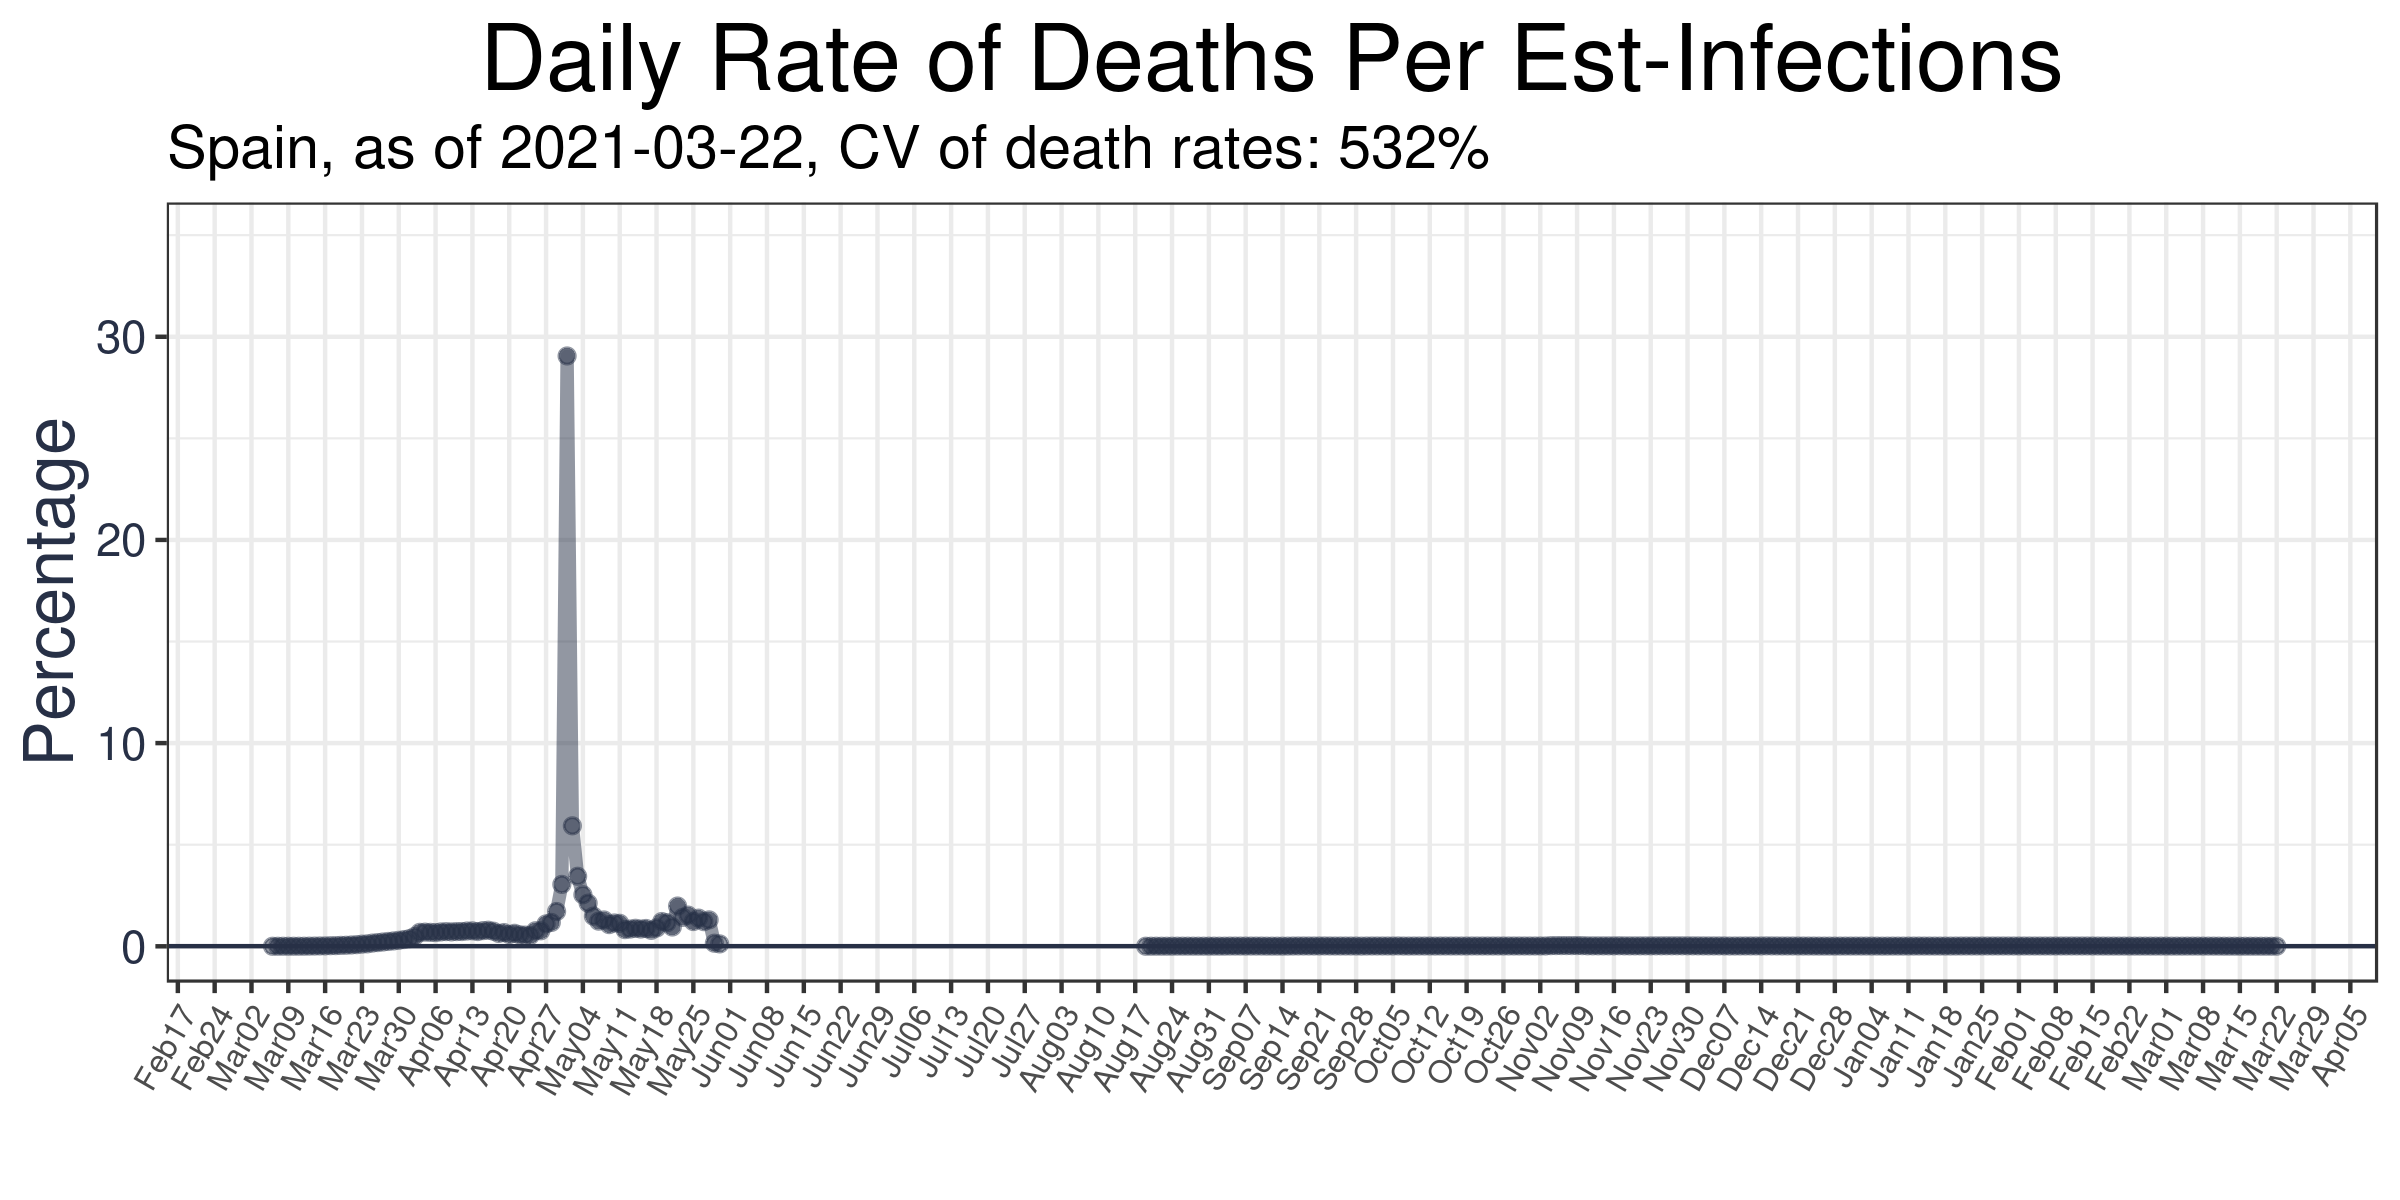 Daily Rate of Deaths Per Est-Infections
Spain, as of 2021-03-22, CV of death rates: 532%
Percentage
30
20
10
0
Feb17
Feb24
Mar02
Mar09
Mar16
Mar23
Mar30
Apr06
Apr13
Apr20
Apr27
May04
May11
May18
May25
Jun01
Jun08
Jun15
Jun22
Jun29
Jul06
Jul13
Jul20
Jul27
Aug03
Aug10
Aug17
Aug24
Aug31
Sep07
Sep14
Sep21
Sep28
Oct05
Oct12
Oct19
Oct26
Nov02
Nov09
Nov16
Nov23
Nov30
Dec07
Dec14
Dec21
Dec28
Jan04
Jan11
Jan18
Jan25
Feb01
Feb08
Feb15
Feb22
Mar01
Mar08
Mar15
Mar22
Mar29
Apr05